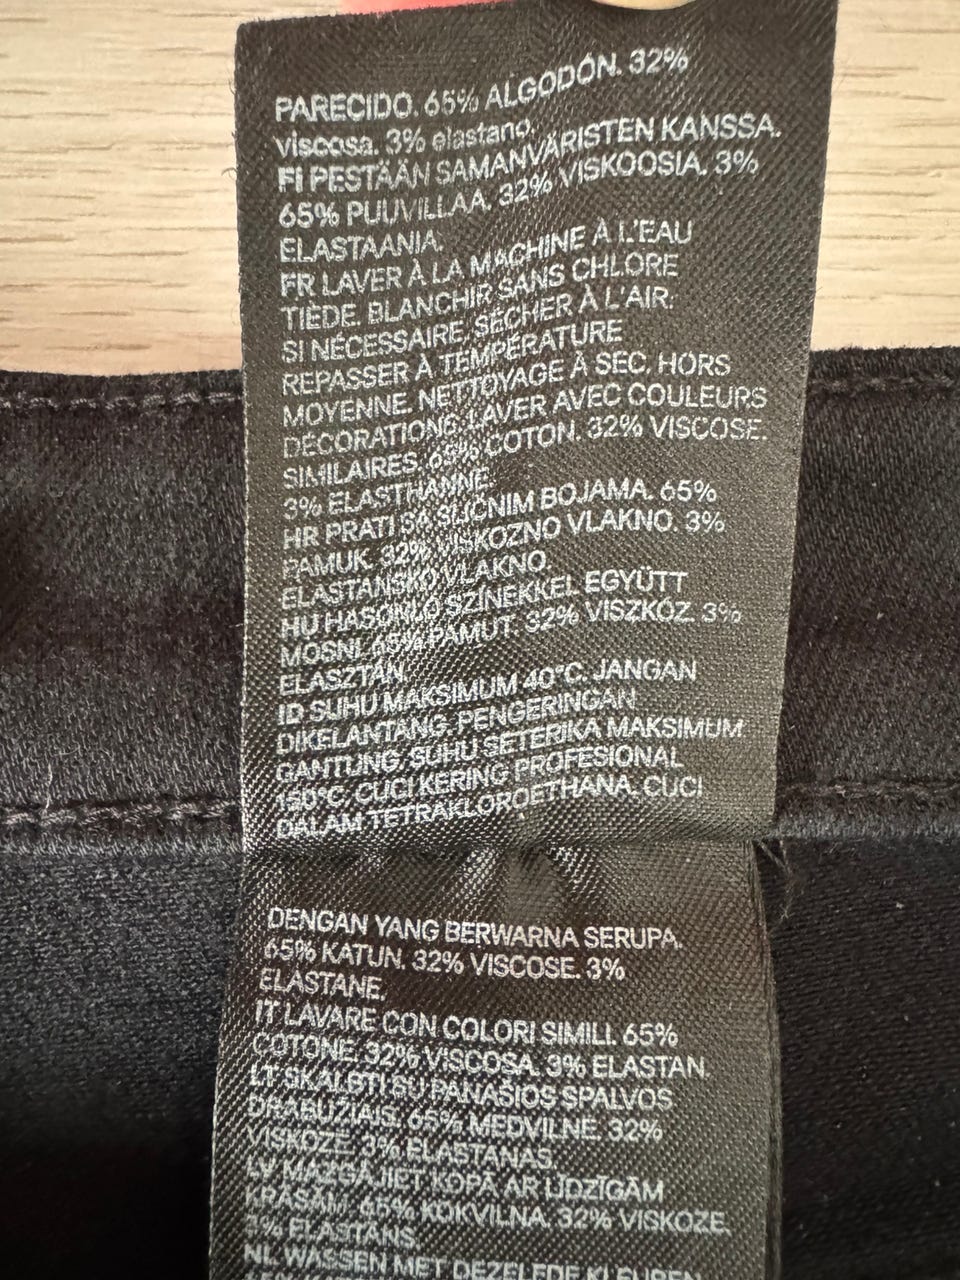 PARECIDO. 65% ALGODÓN. 32%
viscosa. 3% elastano.
FI PESTÄÄN SAMANVÄRISTEN KANSSA.
65% PUUVILLAA. 32% VISKOOSIA. 3%
ELASTAANIA.
FR LAVER À LA MACHINE À L'EAU
TIÈDE. BLANCHIR SANS CHLORE
SI NÉCESSAIRE. SÉCHER À L'AIR.
REPASSER À TEMPÉRATURE
MOYENNE. NETTOYAGE À SEC. HORS
DÉCORATIONS. LAVER AVEC COULEURS
SIMILAIRES. 65% COTON. 32% VISCOSE.
3% ELASTHANNE.
HR PRATI SA SLIČNIM BOJAMA. 65%
PAMUK. 32% VISKOZNO VLAKNO. 3%
ELASTANSKO VLAKNO.
HU HASONLÓ SZÍNEKKEL EGYÜTT
MOSNI. 65% PAMUT. 32% VISZKÓZ. 3%
ELASZTÁN.
ID SUHU MAKSIMUM 40°C. JANGAN
DIKELANTANG. PENGERINGAN
GANTUNG. SUHU SETERIKA MAKSIMUM
150°C. CUCI KERING PROFESIONAL
DALAM TETRAKLOROETHANA. CUCI
DENGAN YANG BERWARNA SERUPA.
65% KATUN. 32% VISCOSE. 3%
ELASTANE.
IT LAVARE CON COLORI SIMILI. 65%
COTONE. 32% VISCOSA. 3% ELASTAN.
LT SKALBTI SU PANAŠIOS SPALVOS
DRABUŽIAIS. 65% MEDVILNĖ. 32%
VISKOZĖ. 3% ELASTANAS.
LV MAZGĀJIET KOPĀ AR LĪDZĪGĀM
KRĀSĀM. 65% KOKVILNA. 32% VISKOZE.
3% ELASTĀNS.
NL WASSEN MET DEZELFDE KLEUREN.